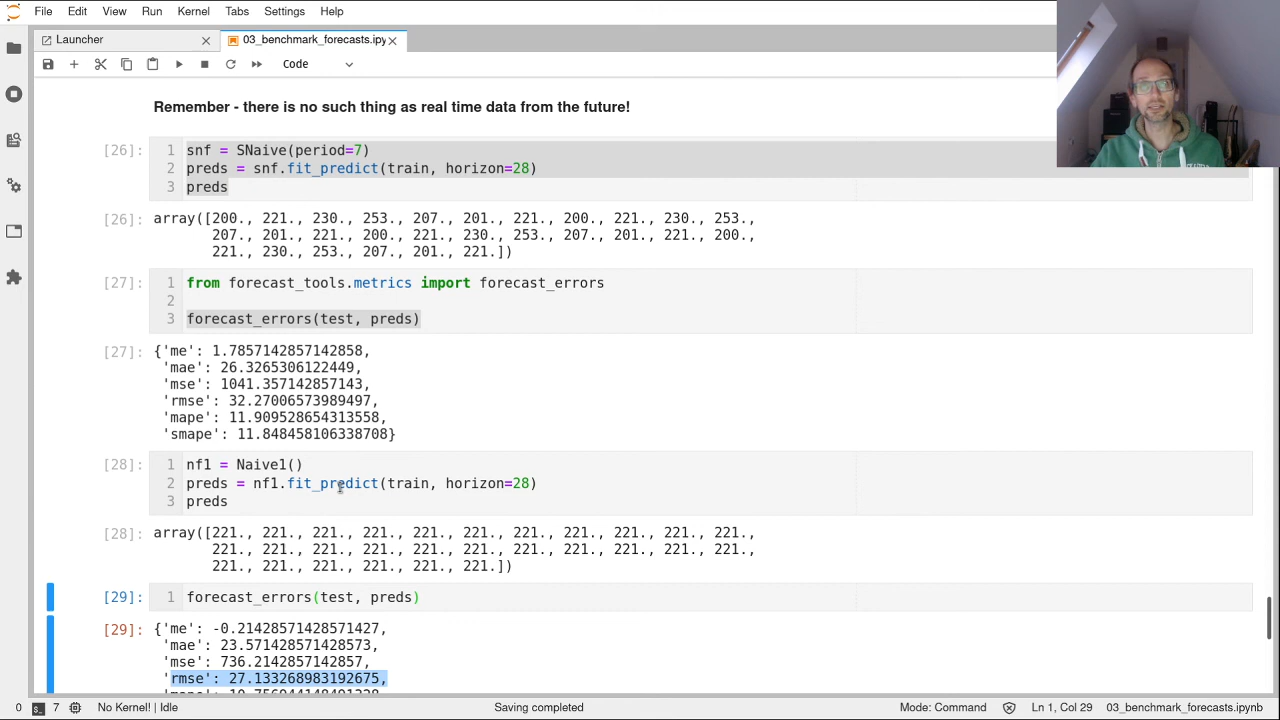 File Edit View Run Kernel Tabs Settings Help
Launcher
03_benchmark_forecasts.ipy
Code
Remember - there is no such thing as real time data from the future!
[26]:
1 snf = SNaive(period=7)
2 preds = snf.fit_predict(train, horizon=28)
3 preds
[26]: array([200., 221., 230., 253., 207., 201., 221., 200., 221., 230., 253.,
207., 201., 221., 200., 221., 230., 253., 207., 201., 221., 200.,
221., 230., 253., 207., 201., 221.])
[27]: 1 from forecast_tools.metrics import forecast_errors
2
3 forecast_errors(test, preds)
[27]: {'me': 1.7857142857142858,
'mae': 26.3265306122449,
'mse': 1041.357142857143,
'rmse': 32.27006573989497,
'mape': 11.909528654313558,
'smape': 11.848458106338708}
[28]: 1 nf1 = Naive1()
2 preds = nf1.fit_predict(train, horizon=28)
3 preds
[28]: array([221., 221., 221., 221., 221., 221., 221., 221., 221., 221., 221.,
221., 221., 221., 221., 221., 221., 221., 221., 221., 221., 221.,
221., 221., 221., 221., 221., 221.])
[29]: 1 forecast_errors(test, preds)
[29]: {'me': -0.21428571428571427,
'mae': 23.571428571428573,
'mse': 736.2142857142857,
'rmse': 27.133268983192675,
0 7 No Kernel! | Idle Saving completed Mode: Command Ln 1, Col 29 03_benchmark_forecasts.ipynb